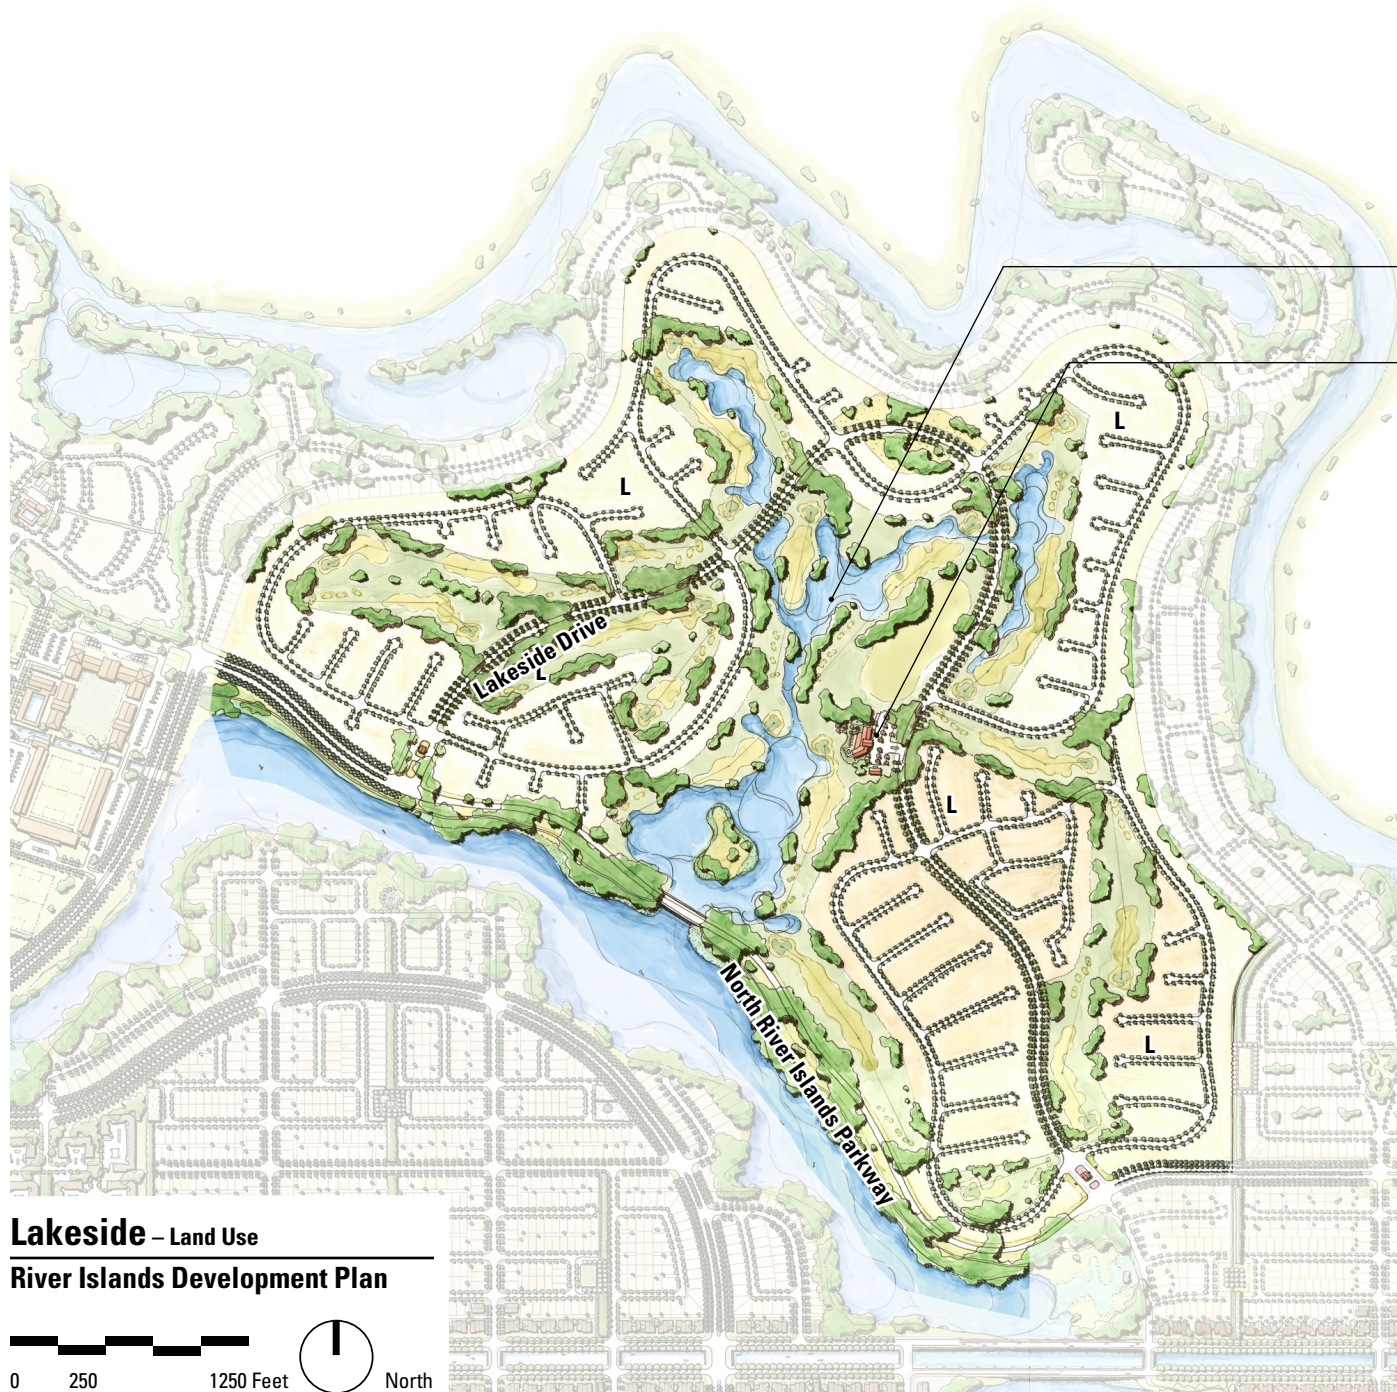 L
L
Lakeside Drive
L
L
North River Islands Parkway
L
Lakeside – Land Use
River Islands Development Plan
0 250 1250 Feet North